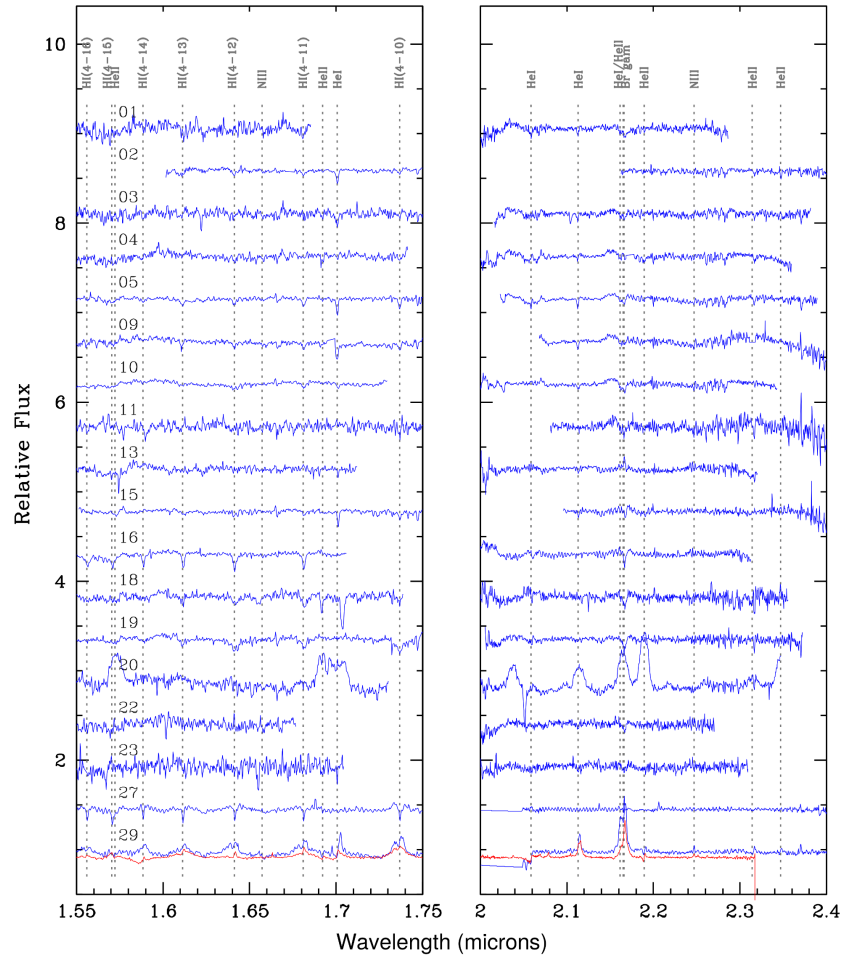 HI(4-16)
HI(4-15)
HeII
HI(4-14)
HI(4-13)
HI(4-12)
NIII
HI(4-11)
HeII
HeI
HI(4-10)
HeI
HeI
HeI/HeII
Br gam
HeII
NIII
HeII
HeII
10
8
6
4
2
Relative Flux
01
02
03
04
05
09
10
11
13
15
16
18
19
20
22
23
27
29
1.55
1.6
1.65
1.7
1.75
2
2.1
2.2
2.3
2.4
Wavelength (microns)